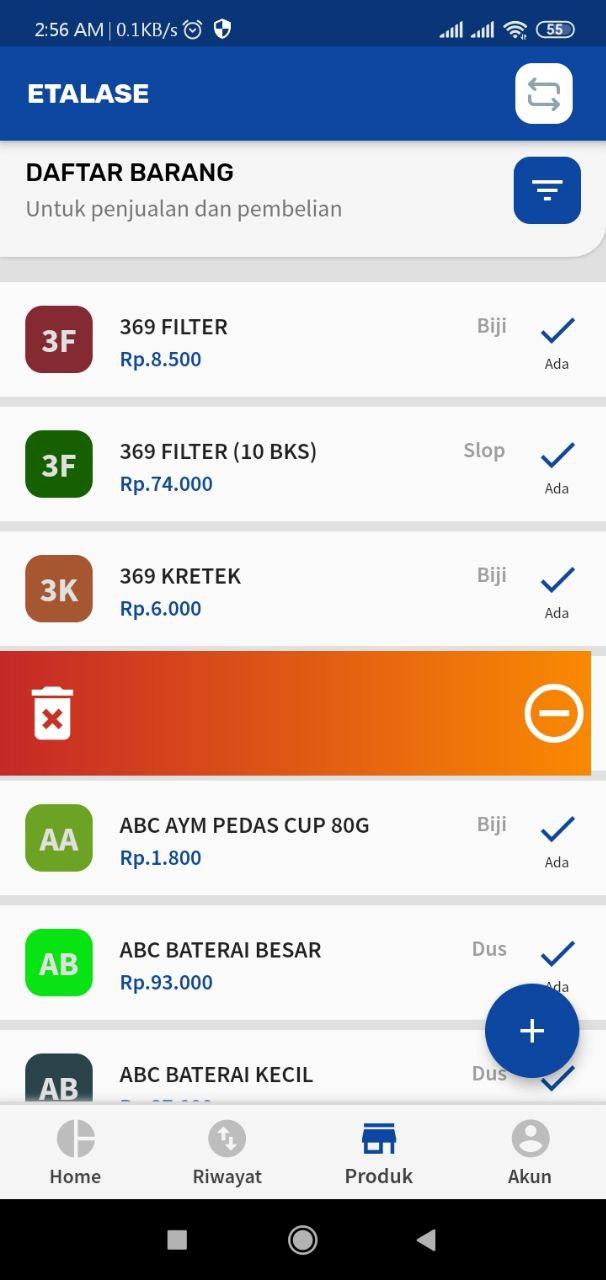 2:56 AM | 0.1KB/s 55
ETALASE
DAFTAR BARANG
Untuk penjualan dan pembelian
3F 369 FILTER Biji
Rp.8.500 Ada
3F 369 FILTER (10 BKS) Slop
Rp.74.000 Ada
3K 369 KRETEK Biji
Rp.6.000 Ada
AA ABC AYM PEDAS CUP 80G Biji
Rp.1.800 Ada
AB ABC BATERAI BESAR Dus
Rp.93.000 Ada
AB ABC BATERAI KECIL Dus
Home Riwayat Produk Akun